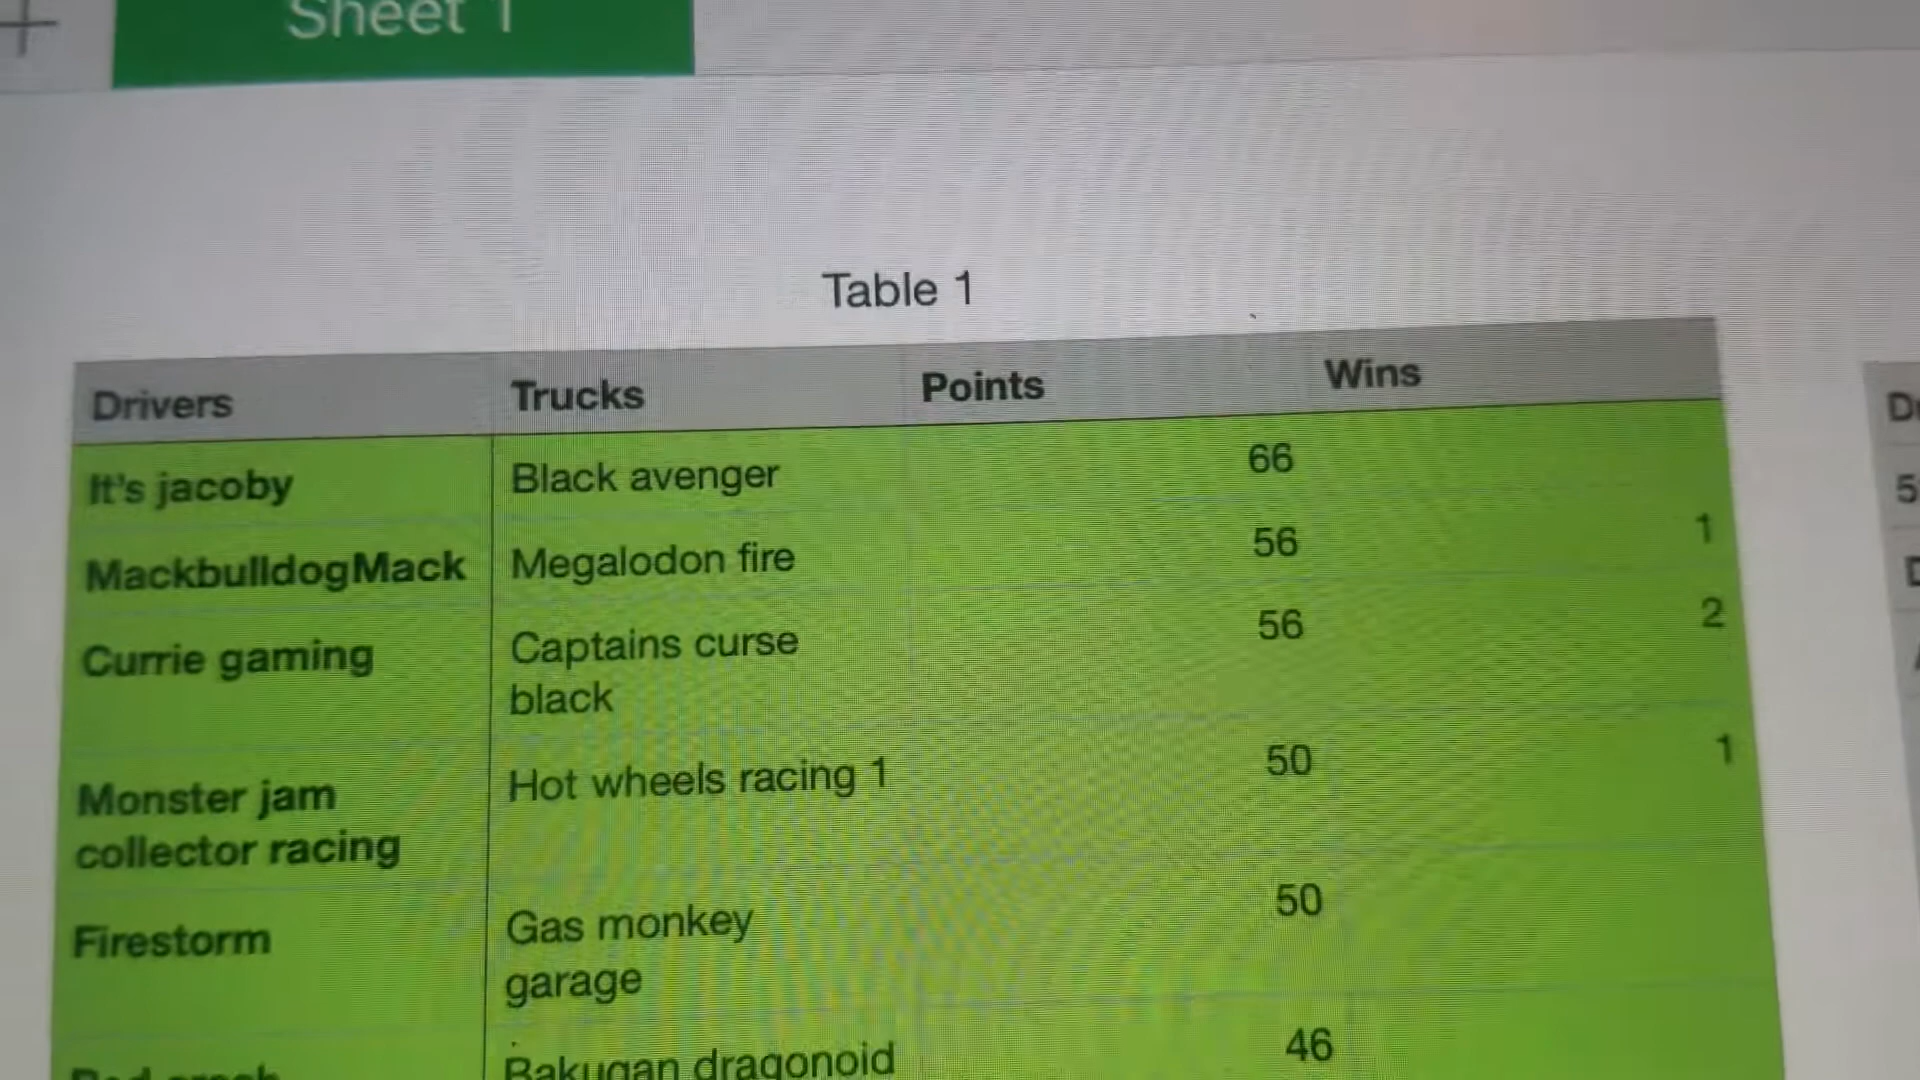 Sheet 1
Table 1
Drivers Trucks Points Wins
It's jacoby Black avenger 66
MackbulldogMack Megalodon fire 56 1
Currie gaming Captains curse 56 2
black
Monster jam Hot wheels racing 1 50 1
collector racing
Firestorm Gas monkey 50
garage
Bakugan dragonoid 46